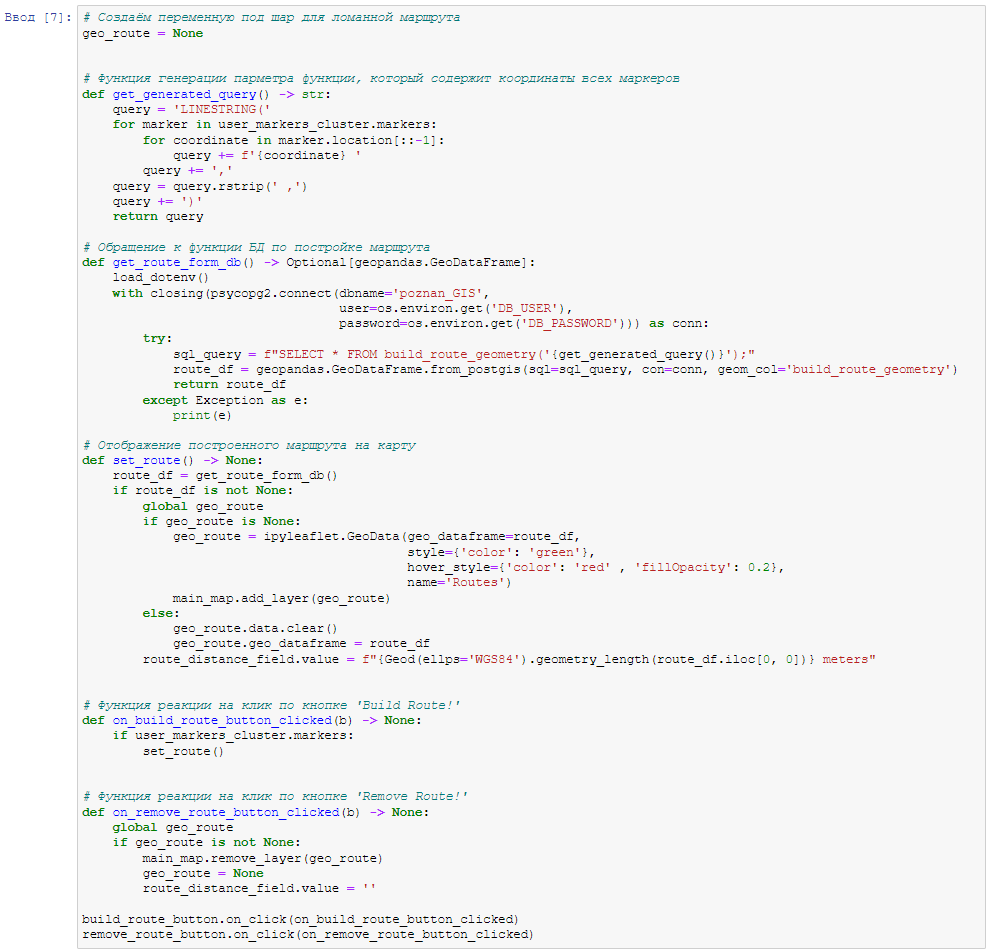 Ввод [7]: # Создаём переменную под шар для ломанной маршрута
geo_route = None
# Функция генерации парметра функции, который содержит координаты всех маркеров
def get_generated_query() -> str:
    query = 'LINESTRING('
    for marker in user_markers_cluster.markers:
        for coordinate in marker.location[::-1]:
            query += f'{coordinate} '
        query += ','
    query = query.rstrip(' ,')
    query += ')'
    return query
# Обращение к функции БД по постройке маршрута
def get_route_form_db() -> Optional[geopandas.GeoDataFrame]:
    load_dotenv()
    with closing(psycopg2.connect(dbname='poznan_GIS',
                                  user=os.environ.get('DB_USER'),
                                  password=os.environ.get('DB_PASSWORD'))) as conn:
        try:
            sql_query = f"SELECT * FROM build_route_geometry('{get_generated_query()}');"
            route_df = geopandas.GeoDataFrame.from_postgis(sql=sql_query, con=conn, geom_col='build_route_geometry')
            return route_df
        except Exception as e:
            print(e)
# Отображение построенного маршрута на карту
def set_route() -> None:
    route_df = get_route_form_db()
    if route_df is not None:
        global geo_route
        if geo_route is None:
            geo_route = ipyleaflet.GeoData(geo_dataframe=route_df,
                                           style={'color': 'green'},
                                           hover_style={'color': 'red' , 'fillOpacity': 0.2},
                                           name='Routes')
            main_map.add_layer(geo_route)
        else:
            geo_route.data.clear()
            geo_route.geo_dataframe = route_df
        route_distance_field.value = f"{Geod(ellps='WGS84').geometry_length(route_df.iloc[0, 0])} meters"
# Функция реакции на клик по кнопке 'Build Route!'
def on_build_route_button_clicked(b) -> None:
    if user_markers_cluster.markers:
        set_route()
# Функция реакции на клик по кнопке 'Remove Route!'
def on_remove_route_button_clicked(b) -> None:
    global geo_route
    if geo_route is not None:
        main_map.remove_layer(geo_route)
        geo_route = None
        route_distance_field.value = ''
build_route_button.on_click(on_build_route_button_clicked)
remove_route_button.on_click(on_remove_route_button_clicked)